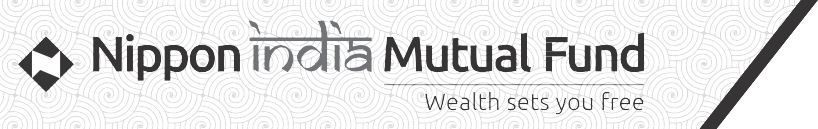 Nippon india Mutual Fund
Wealth sets you free